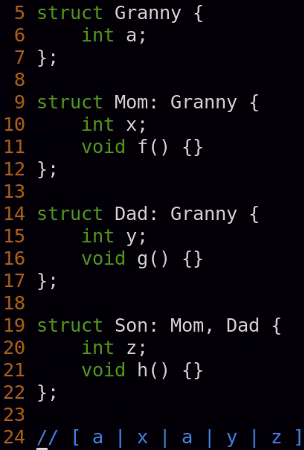 5 struct Granny {
6     int a;
7 };
8
9 struct Mom: Granny {
10     int x;
11     void f() {}
12 };
13
14 struct Dad: Granny {
15     int y;
16     void g() {}
17 };
18
19 struct Son: Mom, Dad {
20     int z;
21     void h() {}
22 };
23
24 // [ a | x | a | y | z ]